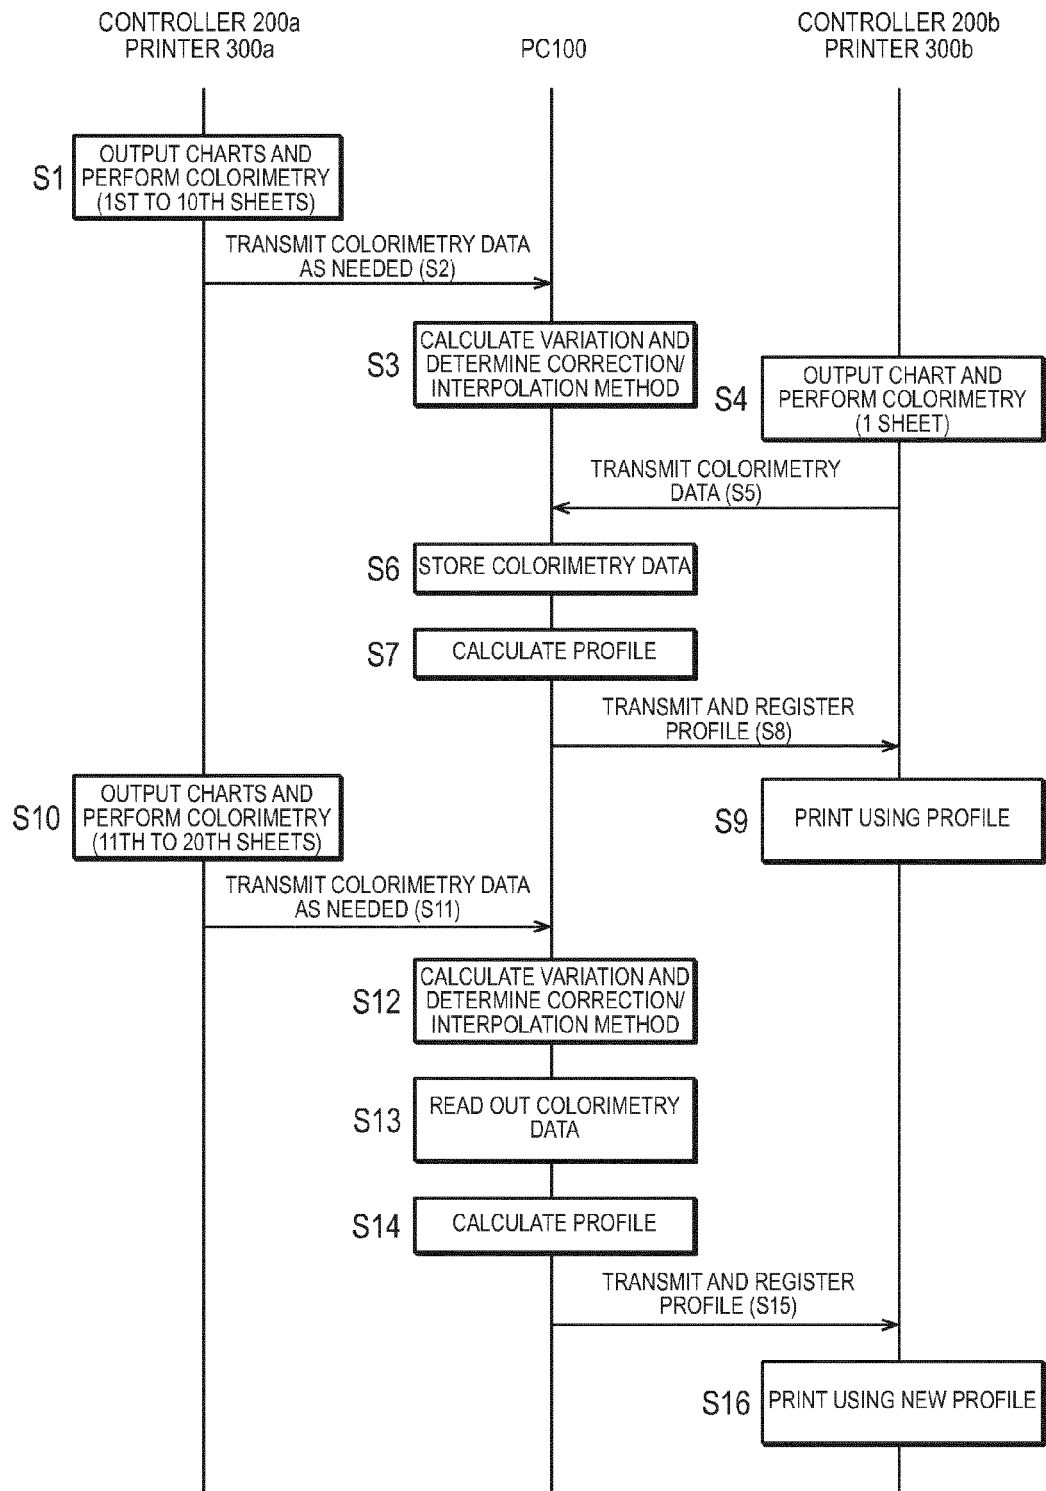 CONTROLLER 200a
PRINTER 300a
PC100
CONTROLLER 200b
PRINTER 300b
S1
OUTPUT CHARTS AND
PERFORM COLORIMETRY
(1ST TO 10TH SHEETS)
TRANSMIT COLORIMETRY DATA
AS NEEDED (S2)
S3
CALCULATE VARIATION AND
DETERMINE CORRECTION/
INTERPOLATION METHOD
S4
OUTPUT CHART AND
PERFORM COLORIMETRY
(1 SHEET)
TRANSMIT COLORIMETRY
DATA (S5)
S6
STORE COLORIMETRY DATA
S7
CALCULATE PROFILE
TRANSMIT AND REGISTER
PROFILE (S8)
S10
OUTPUT CHARTS AND
PERFORM COLORIMETRY
(11TH TO 20TH SHEETS)
S9
PRINT USING PROFILE
TRANSMIT COLORIMETRY DATA
AS NEEDED (S11)
S12
CALCULATE VARIATION AND
DETERMINE CORRECTION/
INTERPOLATION METHOD
S13
READ OUT COLORIMETRY
DATA
S14
CALCULATE PROFILE
TRANSMIT AND REGISTER
PROFILE (S15)
S16
PRINT USING NEW PROFILE